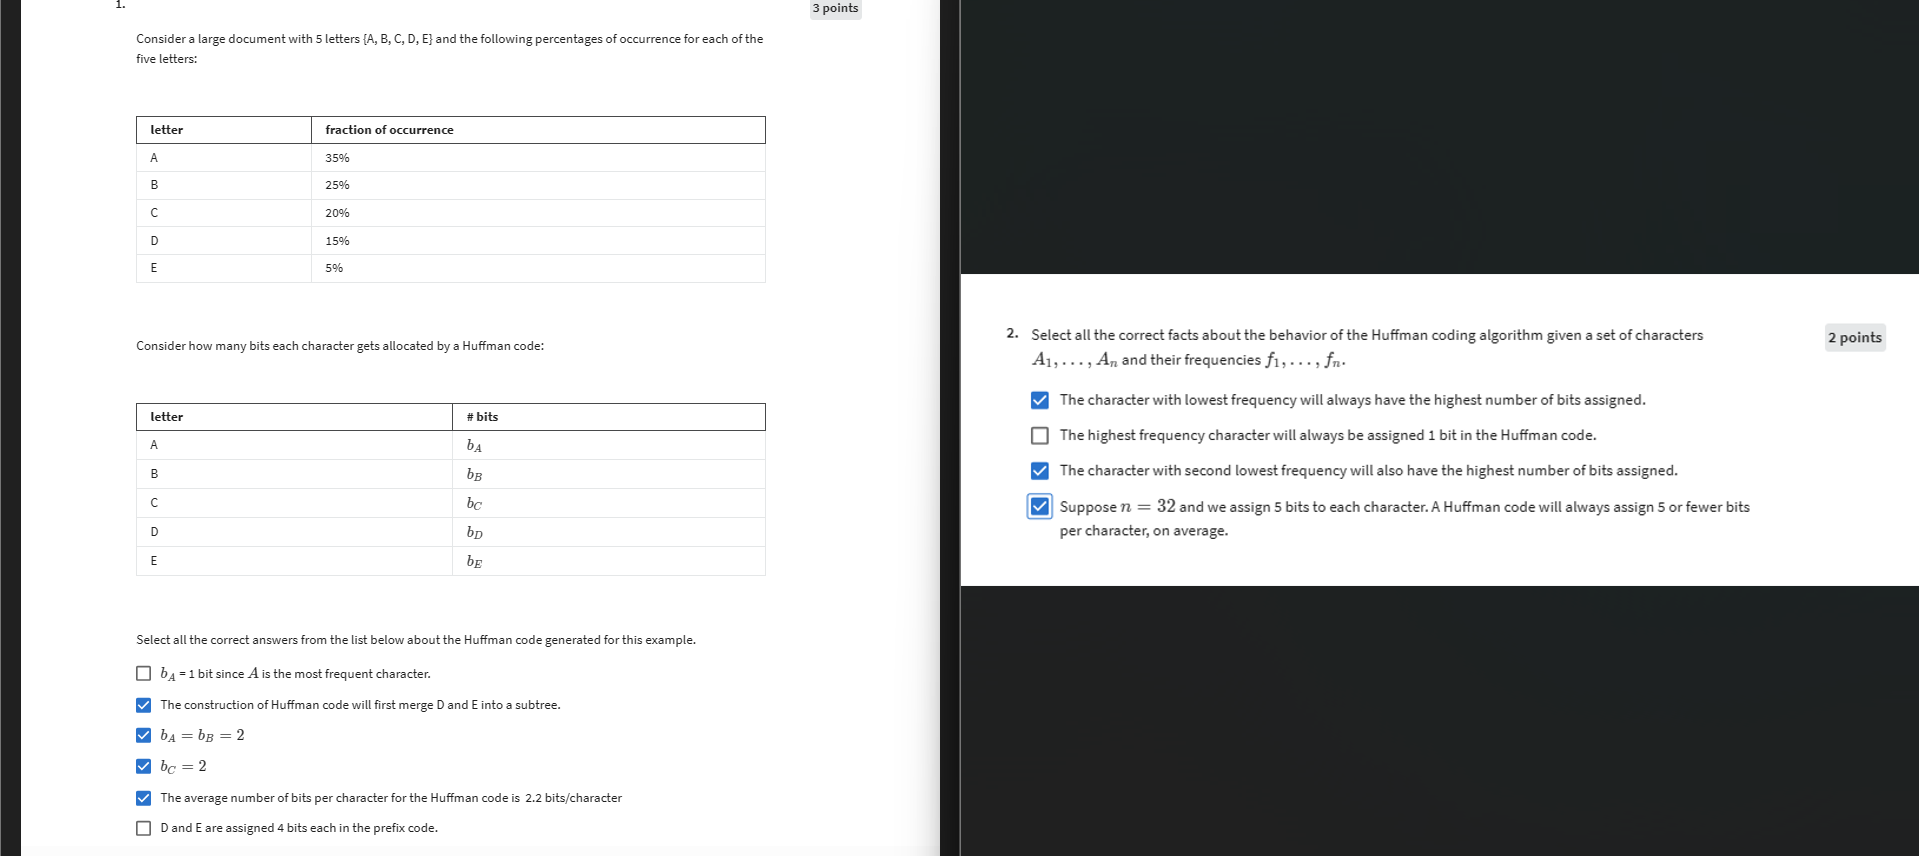 1.
3 points
Consider a large document with 5 letters {A, B, C, D, E} and the following percentages of occurrence for each of the
five letters:
letter fraction of occurrence
A 35%
B 25%
C 20%
D 15%
E 5%
Consider how many bits each character gets allocated by a Huffman code:
letter # bits
A b_A
B b_B
C b_C
D b_D
E b_E
Select all the correct answers from the list below about the Huffman code generated for this example.
b_A = 1 bit since A is the most frequent character.
The construction of Huffman code will first merge D and E into a subtree.
b_A = b_B = 2
b_C = 2
The average number of bits per character for the Huffman code is 2.2 bits/character
D and E are assigned 4 bits each in the prefix code.
2. Select all the correct facts about the behavior of the Huffman coding algorithm given a set of characters
A_1, . . . , A_n and their frequencies f_1, . . . , f_n.
2 points
The character with lowest frequency will always have the highest number of bits assigned.
The highest frequency character will always be assigned 1 bit in the Huffman code.
The character with second lowest frequency will also have the highest number of bits assigned.
Suppose n = 32 and we assign 5 bits to each character. A Huffman code will always assign 5 or fewer bits
per character, on average.